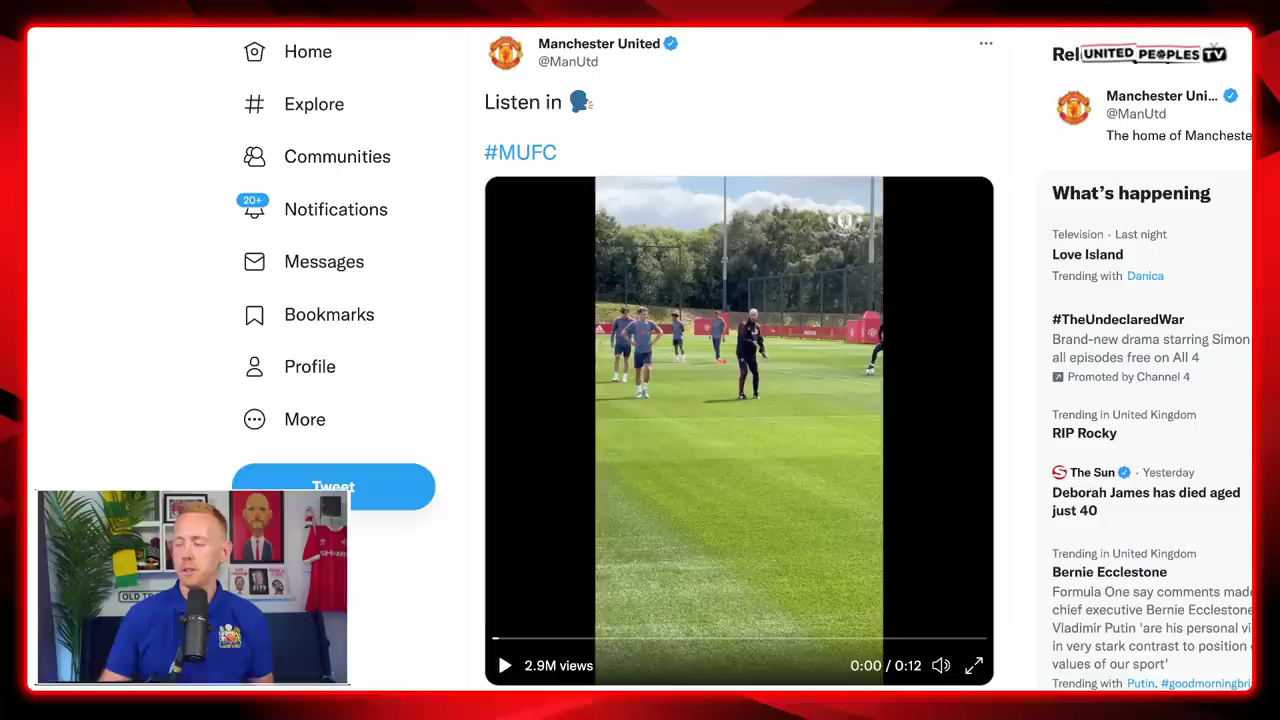 Home
Explore
Communities
20+
Notifications
Messages
Bookmarks
Profile
More
Tweet
Manchester United
@ManUtd
Listen in
#MUFC
2.9M views
0:00 / 0:12
Rel
UNITED PEOPLES TV
Manchester Uni...
@ManUtd
The home of Manchester
What's happening
Television · Last night
Love Island
Trending with Danica
#TheUndeclaredWar
Brand-new drama starring Simon
all episodes free on All 4
Promoted by Channel 4
Trending in United Kingdom
RIP Rocky
The Sun · Yesterday
Deborah James has died aged
just 40
Trending in United Kingdom
Bernie Ecclestone
Formula One say comments made
chief executive Bernie Ecclestone
Vladimir Putin 'are his personal vi
in very stark contrast to position
values of our sport'
Trending with Putin, #goodmorningbri
OLD TR
SHARP